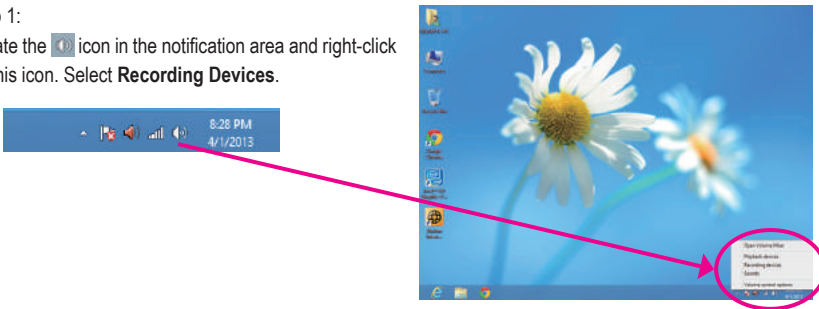 p 1:
ate the icon in the notification area and right-click
his icon. Select Recording Devices.
8:28 PM
4/1/2013
Open Volume Mixer
Playback devices
Recording devices
Sounds
Volume control options